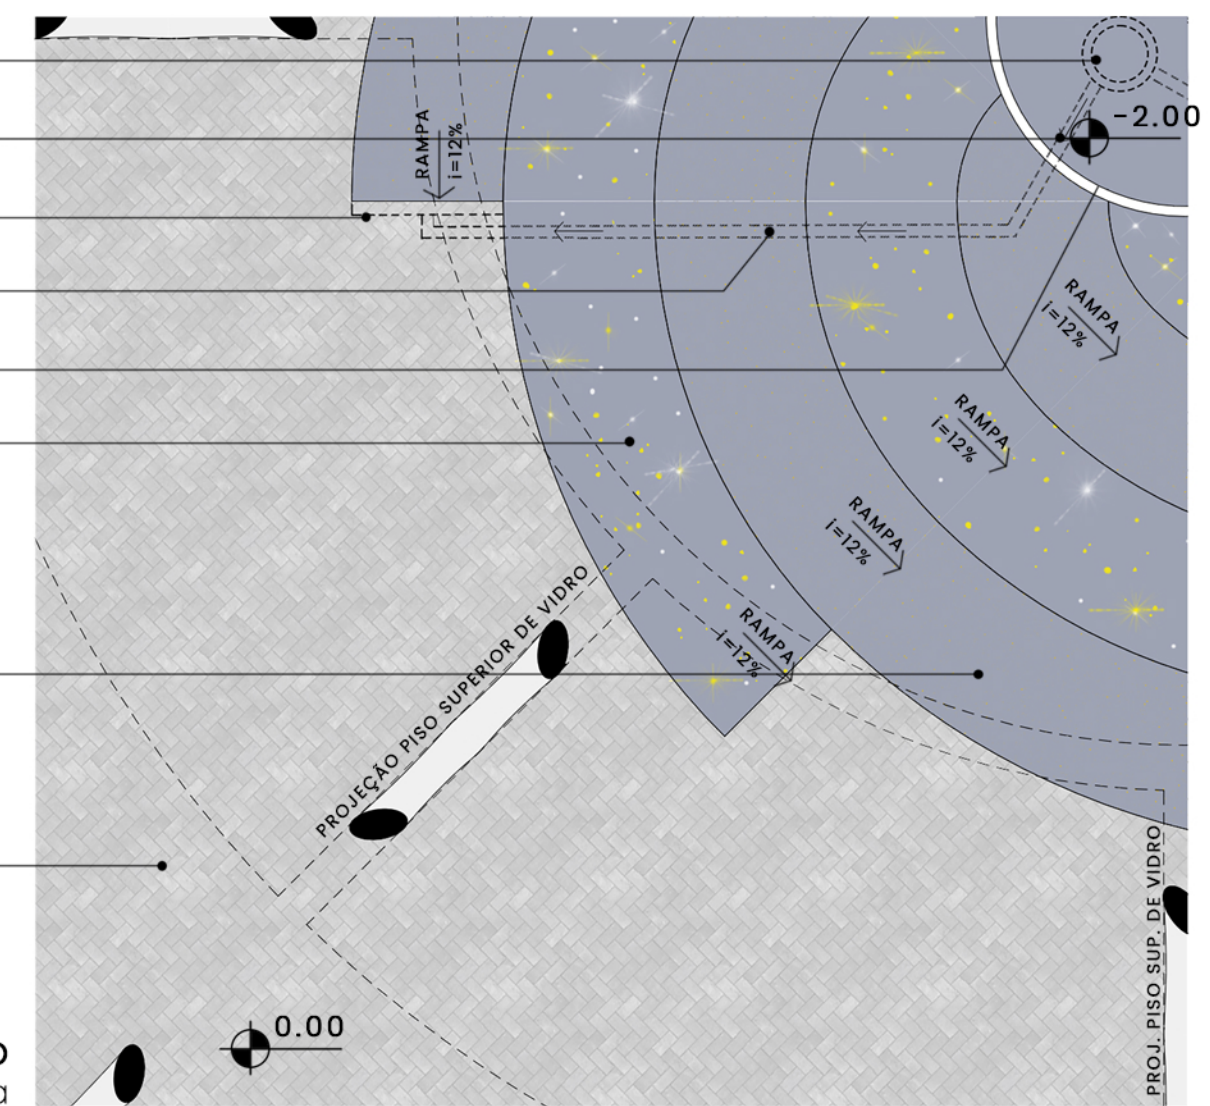 -2.00
RAMPA
i=12%
RAMPA
i=12%
RAMPA
i=12%
RAMPA
i=12%
RAMPA
i=12%
PROJEÇÃO PISO SUPERIOR DE VIDRO
PROJ. PISO SUP. DE VIDRO
0.00